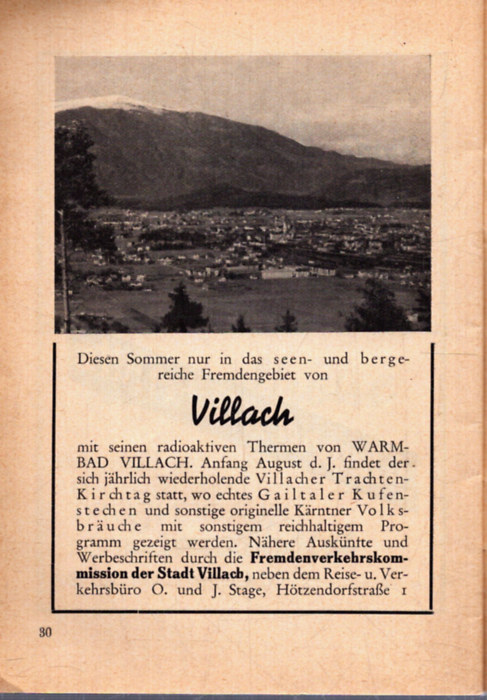 Diesen Sommer nur in das seen- und berge-
reiche Fremdengebiet von
Villach
mit seinen radioaktiven Thermen von WARM-
BAD VILLACH. Anfang August d. J. findet der
sich jährlich wiederholende Villacher Trachten-
Kirchtag statt, wo echtes Gailtaler Kufen-
stechen und sonstige originelle Kärntner Volks-
bräuche mit sonstigem reichhaltigem Pro-
gramm gezeigt werden. Nähere Auskünfte und
Werbeschriften durch die Fremdenverkehrskom-
mission der Stadt Villach, neben dem Reise- u. Ver-
kehrsbüro O. und J. Stage, Hötzendorfstraße 1
30